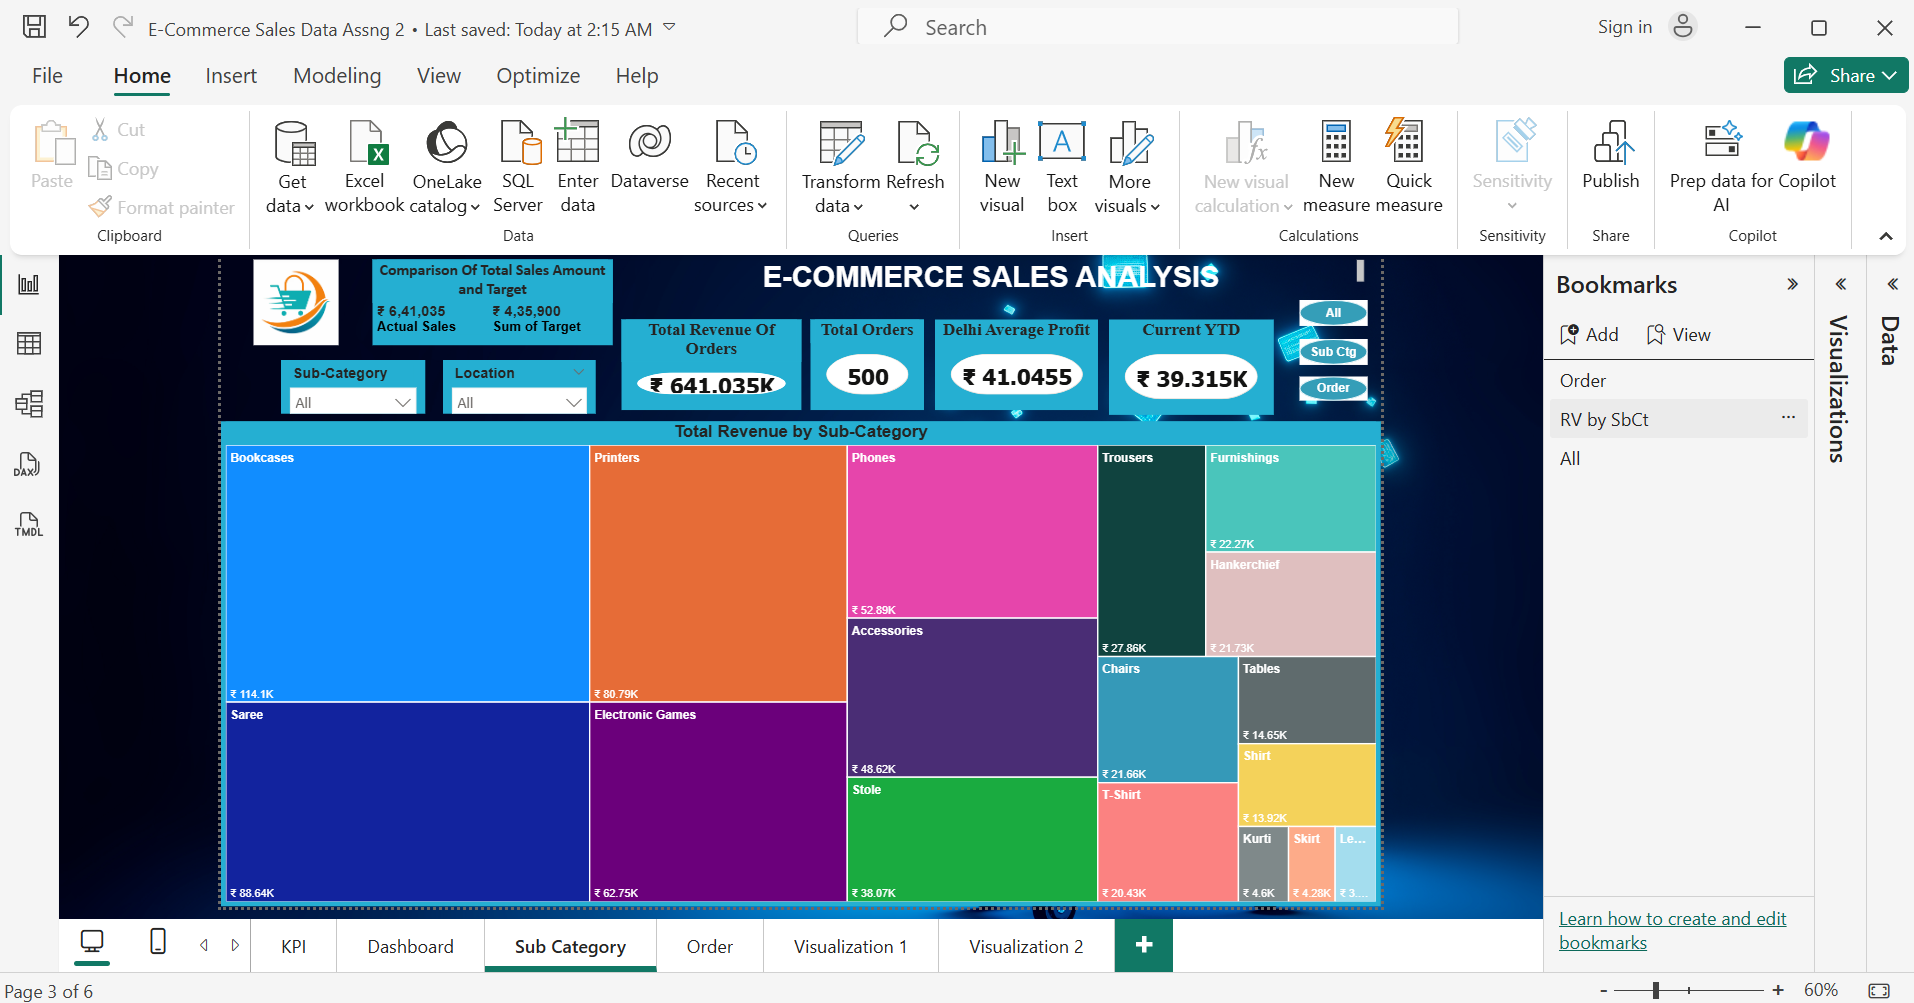 E-Commerce Sales Data Assng 2 • Last saved: Today at 2:15 AM
Search
Sign in
File Home Insert Modeling View Optimize Help
Share
Paste
Cut
Copy
Format painter
Clipboard
Get data
Excel workbook
OneLake catalog
SQL Server
Enter data
Dataverse
Recent sources
Data
Transform data
Refresh
Queries
New visual
Text box
More visuals
Insert
New visual calculation
New measure
Quick measure
Calculations
Sensitivity
Sensitivity
Publish
Share
Prep data for AI
Copilot
Copilot
DAX
TMDL
Comparison Of Total Sales Amount
and Target
₹ 6,41,035 ₹ 4,35,900
Actual Sales Sum of Target
E-COMMERCE SALES ANALYSIS
Sub-Category
All
Location
All
Total Revenue Of
Orders
₹ 641.035K
Total Orders
500
Delhi Average Profit
₹ 41.0455
Current YTD
₹ 39.315K
All
Sub Ctg
Order
Total Revenue by Sub-Category
Bookcases
₹ 114.1K
Saree
₹ 88.64K
Printers
₹ 80.79K
Electronic Games
₹ 62.75K
Phones
₹ 52.89K
Accessories
₹ 48.62K
Stole
₹ 38.07K
Trousers
₹ 27.86K
Furnishings
₹ 22.27K
Hankerchief
₹ 21.73K
Chairs
₹ 21.66K
T-Shirt
₹ 20.43K
Tables
₹ 14.65K
Shirt
₹ 13.92K
Kurti
₹ 4.6K
Skirt
₹ 4.28K
Le...
₹ 3....
Bookmarks
Add View
Order
RV by SbCt
All
Learn how to create and edit
bookmarks
Visualizations
Data
KPI Dashboard Sub Category Order Visualization 1 Visualization 2
Page 3 of 6
60%